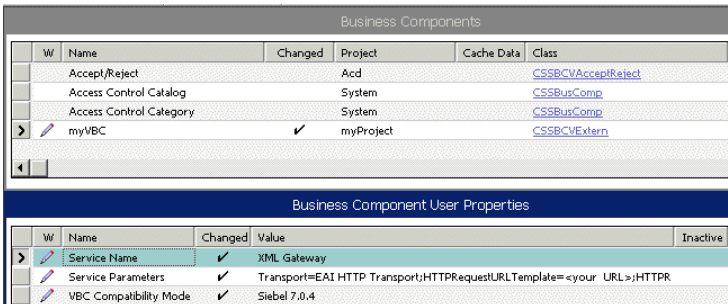 Business Components
W Name Changed Project Cache Data Class
Accept/Reject Acd CSSBCVAcceptReject
Access Control Catalog System CSSBusComp
Access Control Category System CSSBusComp
myVBC ✔ myProject CSSBCVExtern
Business Component User Properties
W Name Changed Value Inactive
Service Name ✔ XML Gateway
Service Parameters ✔ Transport=EAI HTTP Transport;HTTPRequestURLTemplate=<your URL>;HTTPR
VBC Compatibility Mode ✔ Siebel 7.0.4